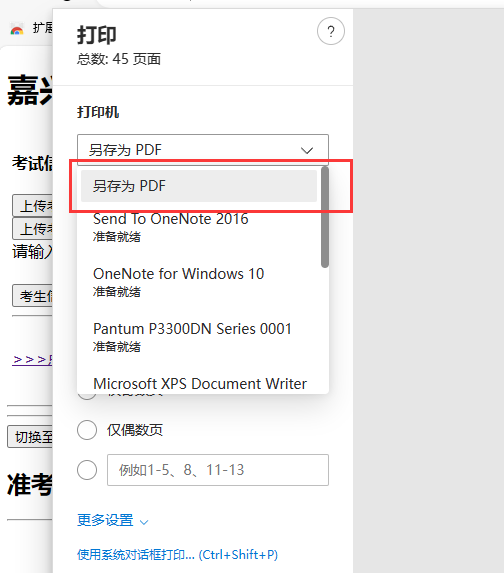 扩展
打印
?
总数: 45 页面
嘉兴
打印机
考试信
另存为 PDF
另存为 PDF
上传考
Send To OneNote 2016
上传考
准备就绪
请输入
OneNote for Windows 10
准备就绪
考生信
Pantum P3300DN Series 0001
准备就绪
>>>点
Microsoft XPS Document Writer
仅偶数页
切换至
例如1-5、8、11-13
准考
更多设置
使用系统对话框打印... (Ctrl+Shift+P)